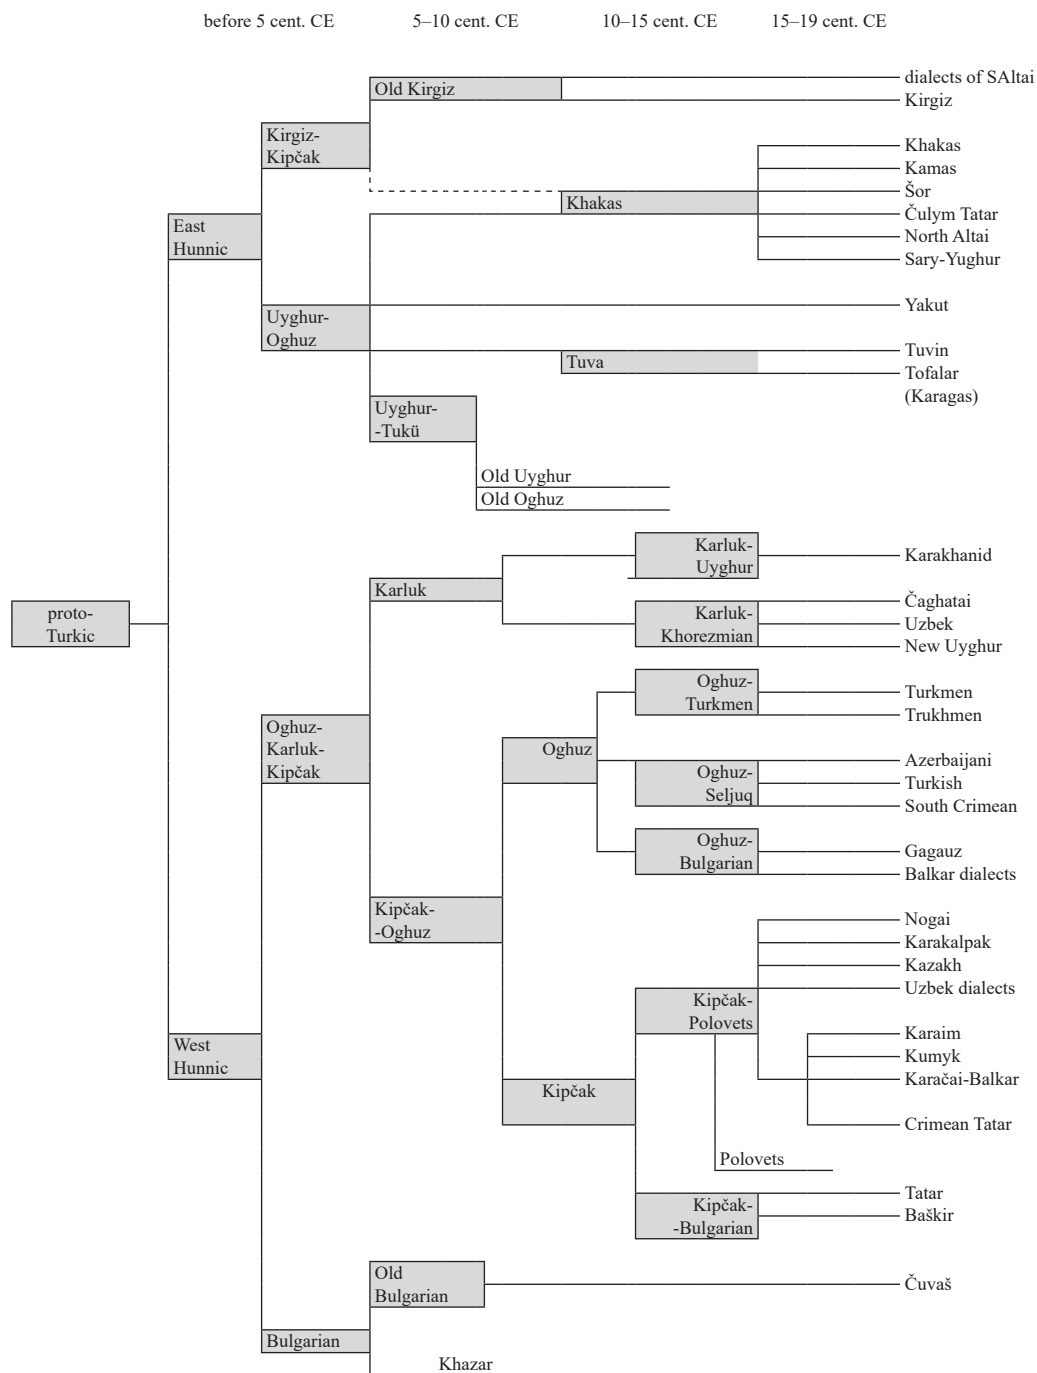 before 5 cent. CE
5–10 cent. CE
10–15 cent. CE
15–19 cent. CE
dialects of SAltai
Old Kirgiz
Kirgiz
Kirgiz-
Kipčak
Khakas
Kamas
Šor
Khakas
Čulym Tatar
East
Hunnic
North Altai
Sary-Yughur
Yakut
Uyghur-
Oghuz
Tuvin
Tuva
Tofalar
(Karagas)
Uyghur-
-Tukü
Old Uyghur
Old Oghuz
Karluk-
Uyghur
Karakhanid
Karluk
Čaghatai
Karluk-
Khorezmian
Uzbek
New Uyghur
proto-
Turkic
Oghuz-
Turkmen
Turkmen
Trukhmen
Oghuz-
Karluk-
Kipčak
Oghuz
Azerbaijani
Oghuz-
Seljuq
Turkish
South Crimean
Oghuz-
Bulgarian
Gagauz
Balkar dialects
Kipčak-
-Oghuz
Nogai
Karakalpak
Kazakh
Uzbek dialects
Kipčak-
Polovets
Karaim
Kumyk
West
Hunnic
Karačai-Balkar
Kipčak
Crimean Tatar
Polovets
Tatar
Kipčak-
-Bulgarian
Baškir
Old
Bulgarian
Čuvaš
Bulgarian
Khazar